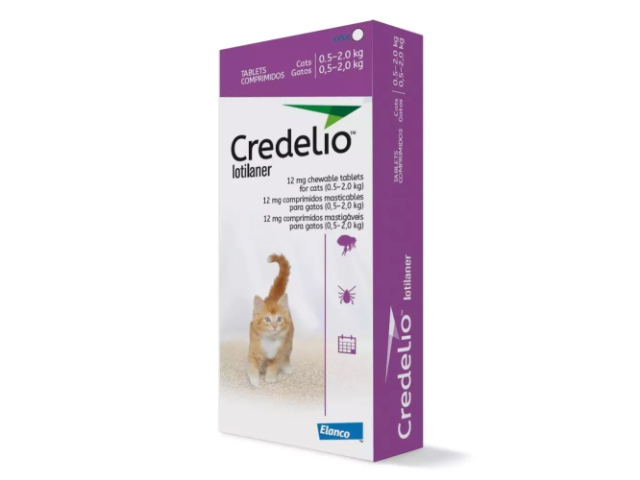 Cats 0.5–2.0 kg
TABLETS Gatos 0,5–2,0 kg
COMPRIMIDOS
Credelio™
lotilaner
12 mg chewable tablets
for cats (0.5–2.0 kg)
12 mg comprimidos masticables
para gatos (0,5–2,0 kg)
12 mg comprimidos mastigáveis
para gatos (0,5–2,0 kg)
Elanco
TABLETS
COMPRIMIDOS
Cats 0.5–2.0 kg
Gatos 0,5–2,0 kg
Credelio™
lotilaner